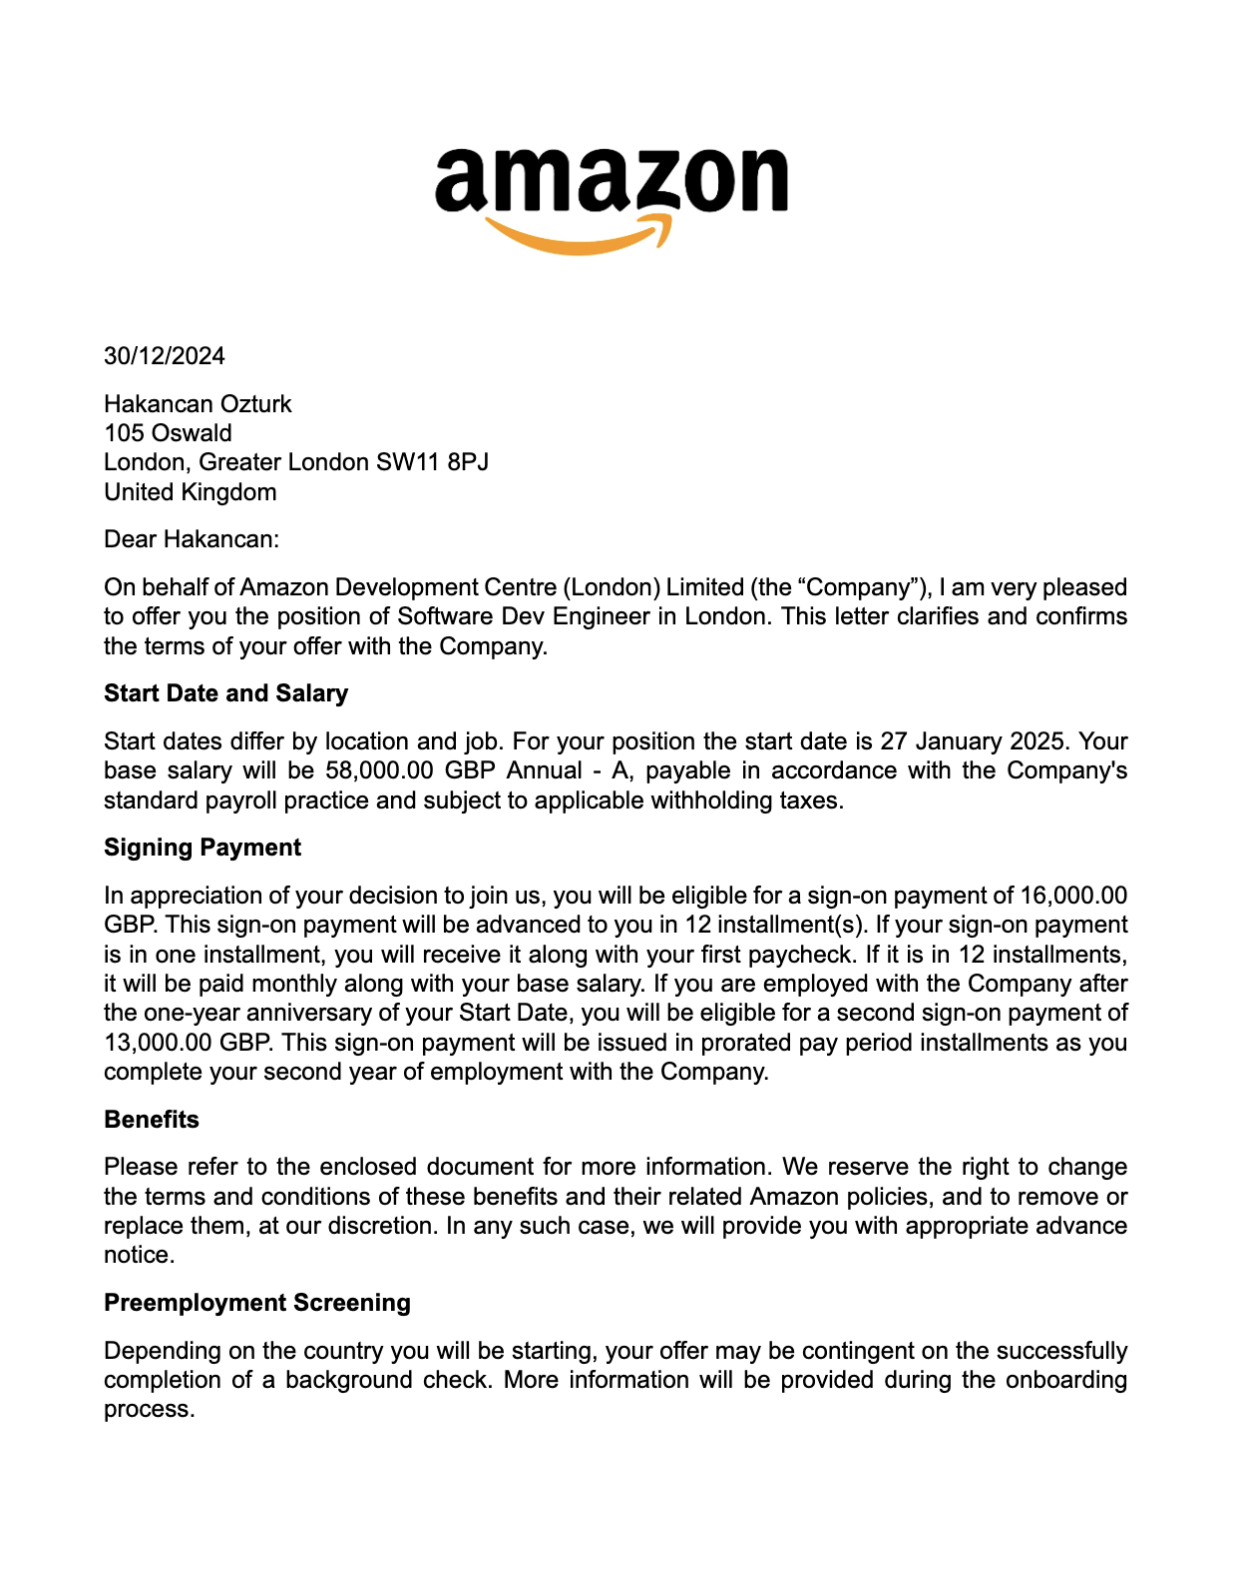 amazon
30/12/2024
Hakancan Ozturk
105 Oswald
London, Greater London SW11 8PJ
United Kingdom
Dear Hakancan:
On behalf of Amazon Development Centre (London) Limited (the “Company”), I am very pleased
to offer you the position of Software Dev Engineer in London. This letter clarifies and confirms
the terms of your offer with the Company.
Start Date and Salary
Start dates differ by location and job. For your position the start date is 27 January 2025. Your
base salary will be 58,000.00 GBP Annual - A, payable in accordance with the Company's
standard payroll practice and subject to applicable withholding taxes.
Signing Payment
In appreciation of your decision to join us, you will be eligible for a sign-on payment of 16,000.00
GBP. This sign-on payment will be advanced to you in 12 installment(s). If your sign-on payment
is in one installment, you will receive it along with your first paycheck. If it is in 12 installments,
it will be paid monthly along with your base salary. If you are employed with the Company after
the one-year anniversary of your Start Date, you will be eligible for a second sign-on payment of
13,000.00 GBP. This sign-on payment will be issued in prorated pay period installments as you
complete your second year of employment with the Company.
Benefits
Please refer to the enclosed document for more information. We reserve the right to change
the terms and conditions of these benefits and their related Amazon policies, and to remove or
replace them, at our discretion. In any such case, we will provide you with appropriate advance
notice.
Preemployment Screening
Depending on the country you will be starting, your offer may be contingent on the successfully
completion of a background check. More information will be provided during the onboarding
process.